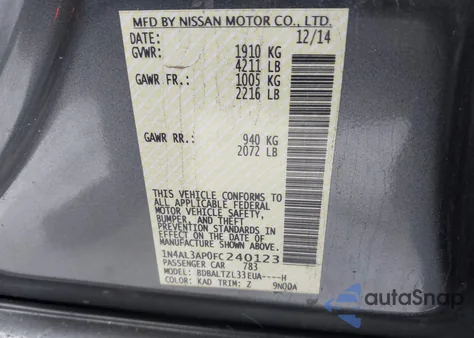 MFD BY NISSAN MOTOR CO., LTD.
DATE: 12/14
GVWR: 1910 KG
4211 LB
GAWR FR.: 1005 KG
2216 LB
GAWR RR.: 940 KG
2072 LB
THIS VEHICLE CONFORMS TO
ALL APPLICABLE FEDERAL
MOTOR VEHICLE SAFETY,
BUMPER, AND THEFT
PREVENTION STANDARDS
IN EFFECT ON THE DATE OF
MANUFACTURE SHOWN ABOVE.
1N4AL3AP0FC240123
PASSENGER CAR 783
MODEL: BDBALTZL33EUA----H
COLOR: KAD TRIM: Z 9N00A
autoSnap